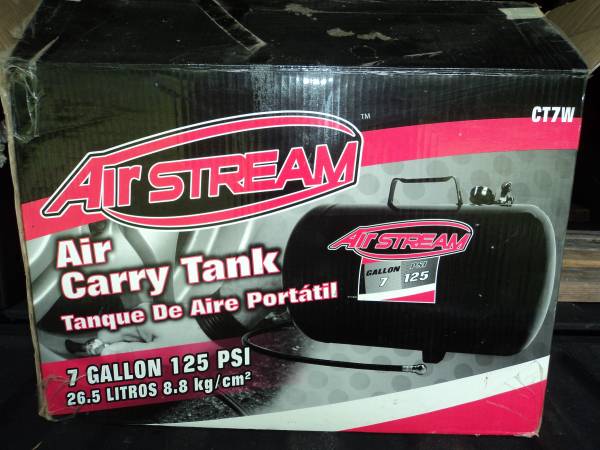 CT7W
Air STREAM™
Air
Carry Tank
Tanque De Aire Portátil
7 GALLON 125 PSI
26.5 LITROS 8.8 kg/cm²
Air STREAM
GALLON PSI
7 125